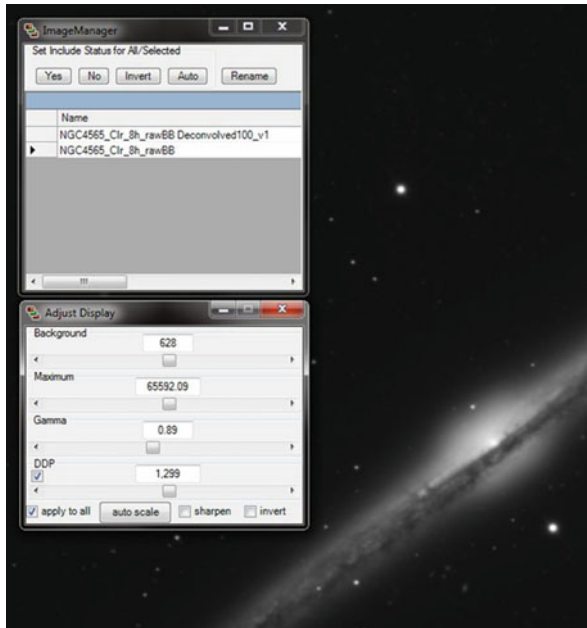 ImageManager
Set Include Status for All/Selected
Yes No Invert Auto Rename
Name
NGC4565_Clr_8h_rawBB Deconvolved100_v1
NGC4565_Clr_8h_rawBB
Adjust Display
Background
628
Maximum
65592.09
Gamma
0.89
DDP
1,299
apply to all auto scale sharpen invert